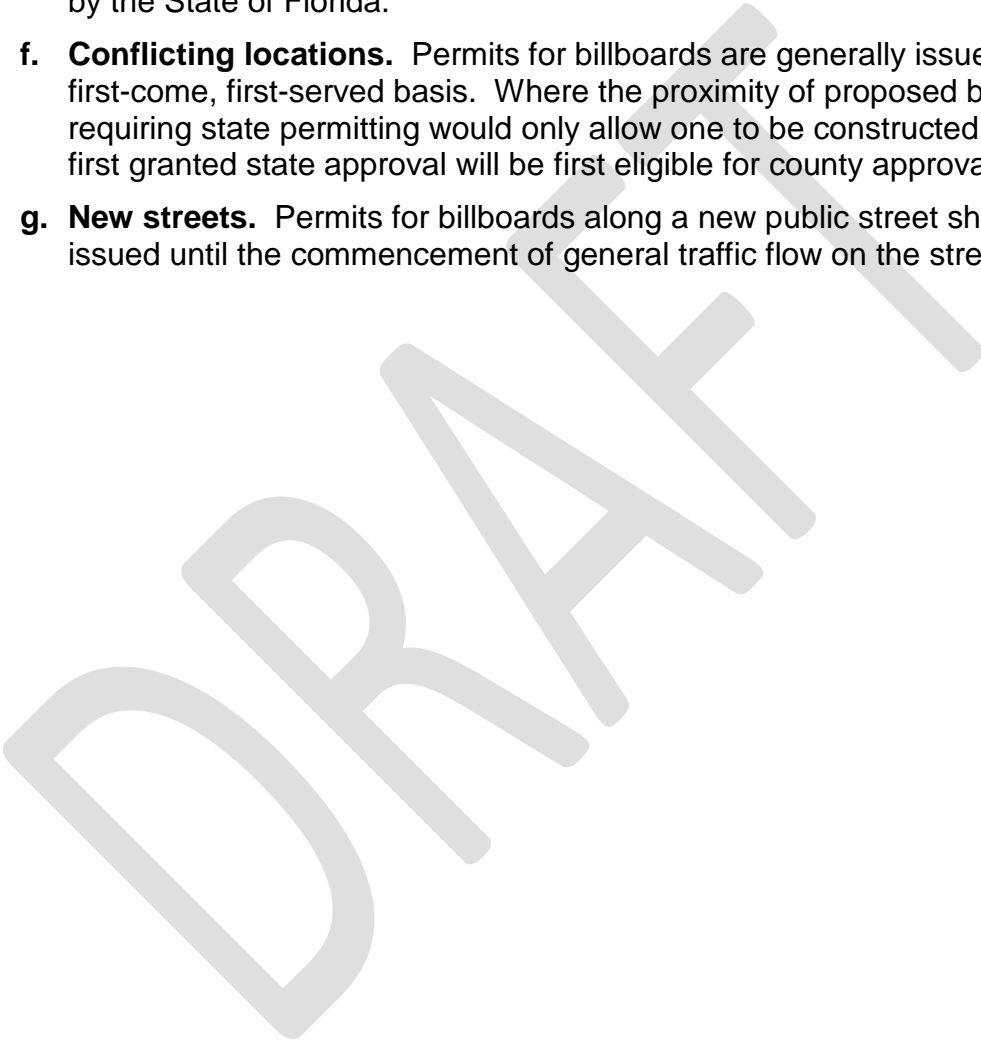 by the State of Florida.
f. Conflicting locations. Permits for billboards are generally issue
first-come, first-served basis. Where the proximity of proposed b
requiring state permitting would only allow one to be constructed
first granted state approval will be first eligible for county approva
g. New streets. Permits for billboards along a new public street sh
issued until the commencement of general traffic flow on the stre
DRAFT